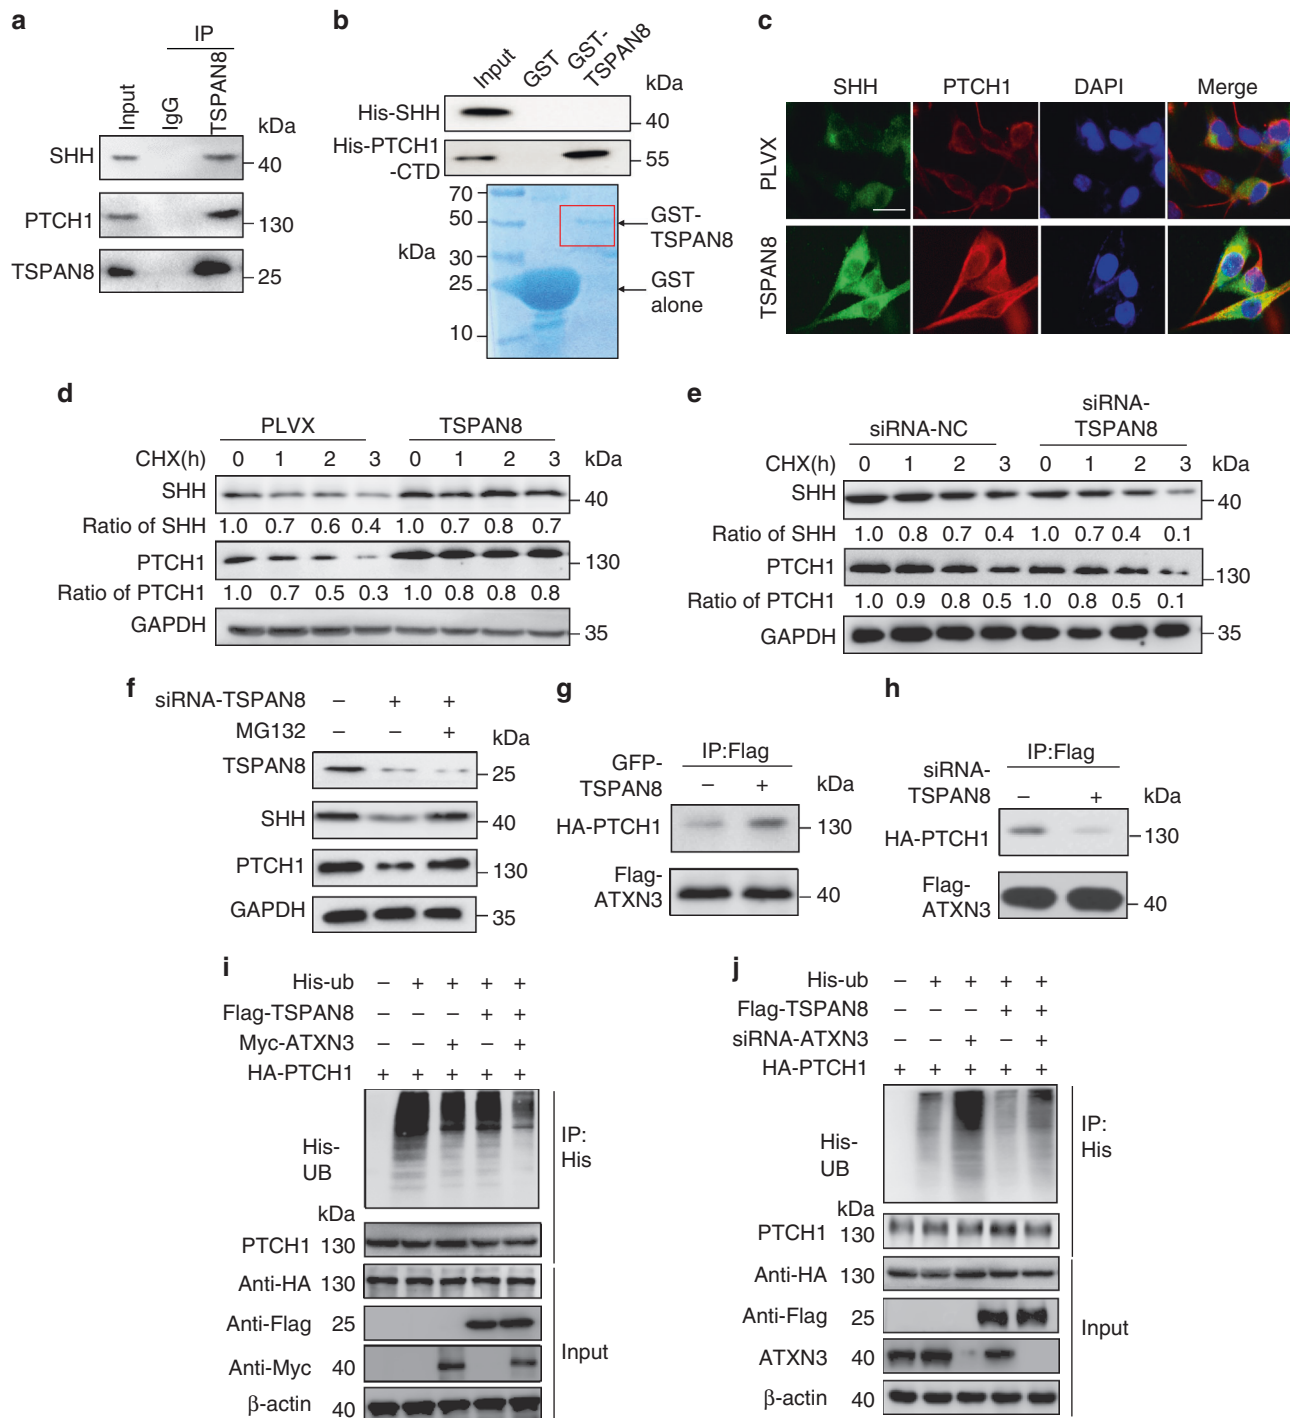 a
IP
Input
IgG
TSPAN8
kDa
SHH
40
PTCH1
130
TSPAN8
25
b
Input
GST
GST-
TSPAN8
kDa
His-SHH
40
His-PTCH1
-CTD
55
70
50
kDa
30
25
10
GST-
TSPAN8
GST
alone
c
SHH PTCH1 DAPI Merge
PLVX
TSPAN8
d
PLVX TSPAN8
CHX(h) 0 1 2 3 0 1 2 3 kDa
SHH 40
Ratio of SHH 1.0 0.7 0.6 0.4 1.0 0.7 0.8 0.7
PTCH1 130
Ratio of PTCH1 1.0 0.7 0.5 0.3 1.0 0.8 0.8 0.8
GAPDH 35
e
siRNA-NC
siRNA-
TSPAN8
CHX(h) 0 1 2 3 0 1 2 3 kDa
SHH 40
Ratio of SHH 1.0 0.8 0.7 0.4 1.0 0.7 0.4 0.1
PTCH1 130
Ratio of PTCH1 1.0 0.9 0.8 0.5 1.0 0.8 0.5 0.1
GAPDH 35
f
siRNA-TSPAN8 – + +
MG132 – – +
kDa
TSPAN8 25
SHH 40
PTCH1 130
GAPDH 35
g
IP:Flag
GFP-
TSPAN8 – + kDa
HA-PTCH1 130
Flag-
ATXN3 40
h
IP:Flag
siRNA-
TSPAN8 – + kDa
HA-PTCH1 130
Flag-
ATXN3 40
i
His-ub – + + + +
Flag-TSPAN8 – – – + +
Myc-ATXN3 – – + – +
HA-PTCH1 + + + + +
His-
UB
IP:
His
kDa
PTCH1 130
Anti-HA 130
Anti-Flag 25
Anti-Myc 40
β-actin 40
Input
j
His-ub – + + + +
Flag-TSPAN8 – – – + +
siRNA-ATXN3 – – + – +
HA-PTCH1 + + + + +
His-
UB
IP:
His
kDa
PTCH1 130
Anti-HA 130
Anti-Flag 25
ATXN3 40
β-actin 40
Input